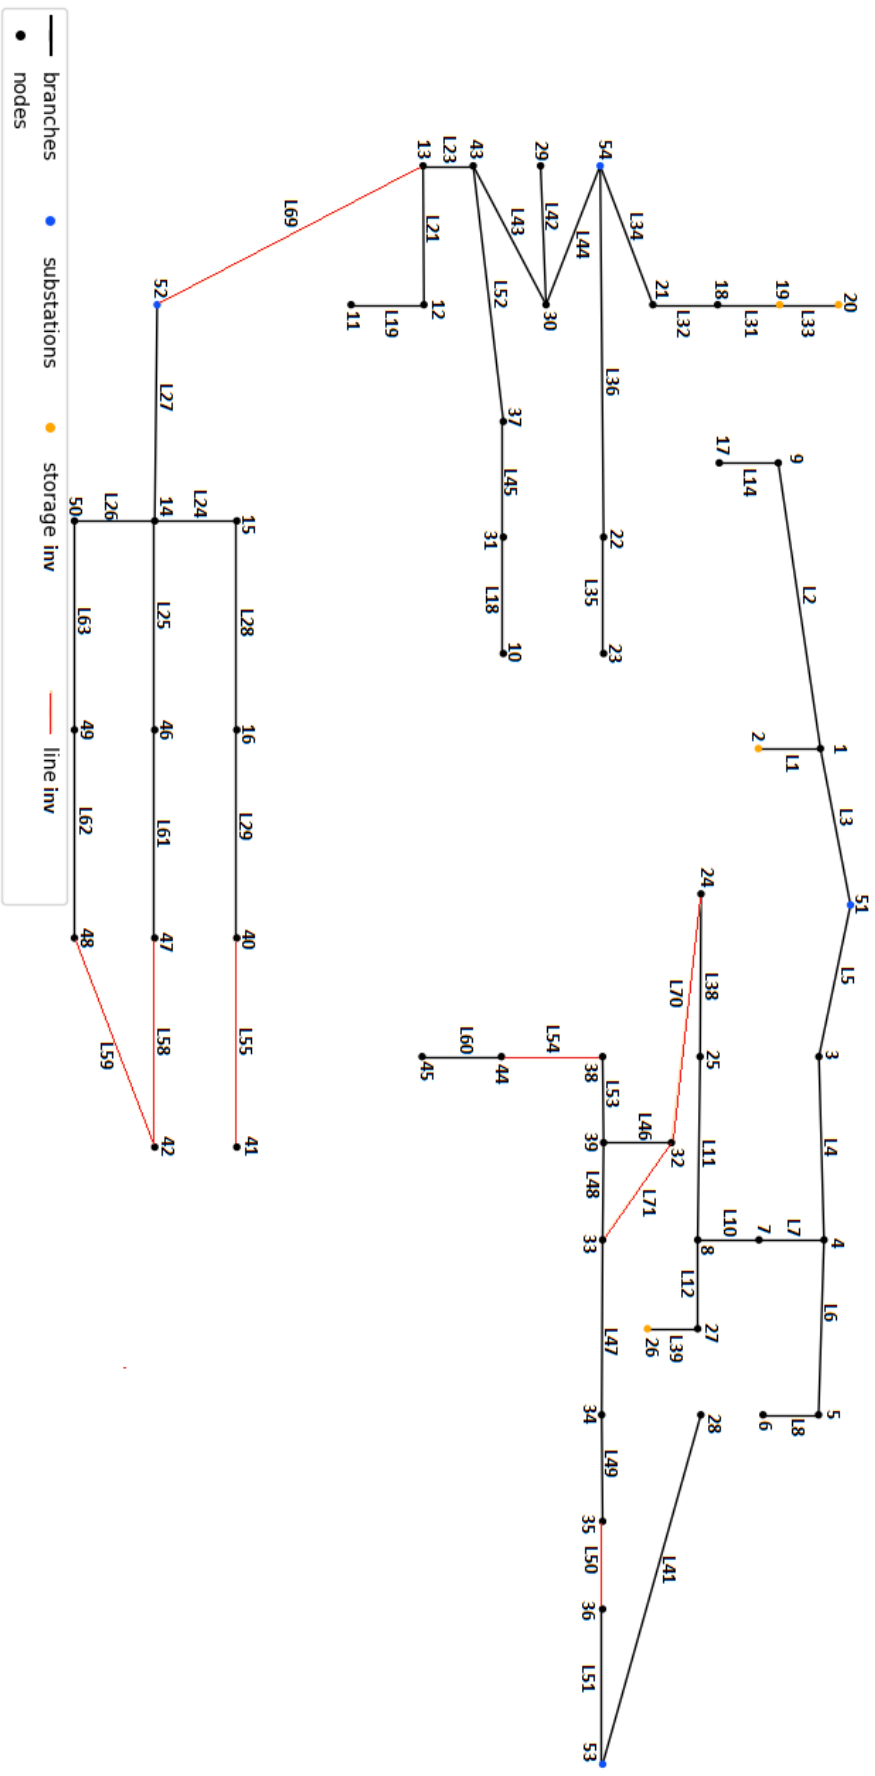 20
L33
19
L31
18
L32
21
L34
54
L44
L36
22
L35
23
29
L42
30
L43
43
L23
13
L21
12
L19
11
L52
37
L45
31
L18
10
L69
52
L27
14
L24
15
L26
50
L28
16
L29
40
L55
41
L25
46
L61
47
L58
42
L63
49
L62
48
L59
17
L14
9
L2
1
L1
2
L3
51
L5
3
L4
4
L6
5
L8
6
L7
7
L10
8
L11
25
L38
24
L70
32
L12
27
L39
26
L46
39
L53
38
L54
44
L60
45
L48
L71
33
L47
34
L49
35
L50
36
L51
53
L41
28
branches
nodes
substations
storage inv
line inv